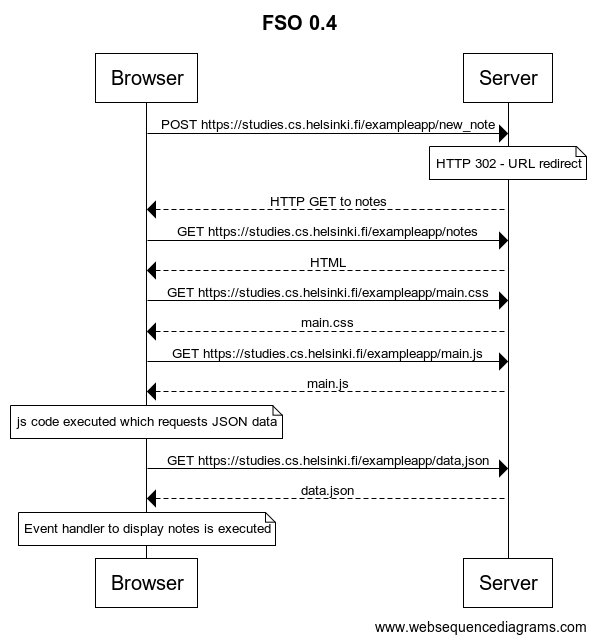 FSO 0.4
Browser
Server
POST https://studies.cs.helsinki.fi/exampleapp/new_note
HTTP 302 - URL redirect
HTTP GET to notes
GET https://studies.cs.helsinki.fi/exampleapp/notes
HTML
GET https://studies.cs.helsinki.fi/exampleapp/main.css
main.css
GET https://studies.cs.helsinki.fi/exampleapp/main.js
main.js
js code executed which requests JSON data
GET https://studies.cs.helsinki.fi/exampleapp/data,json
data.json
Event handler to display notes is executed
Browser
Server
www.websequencediagrams.com